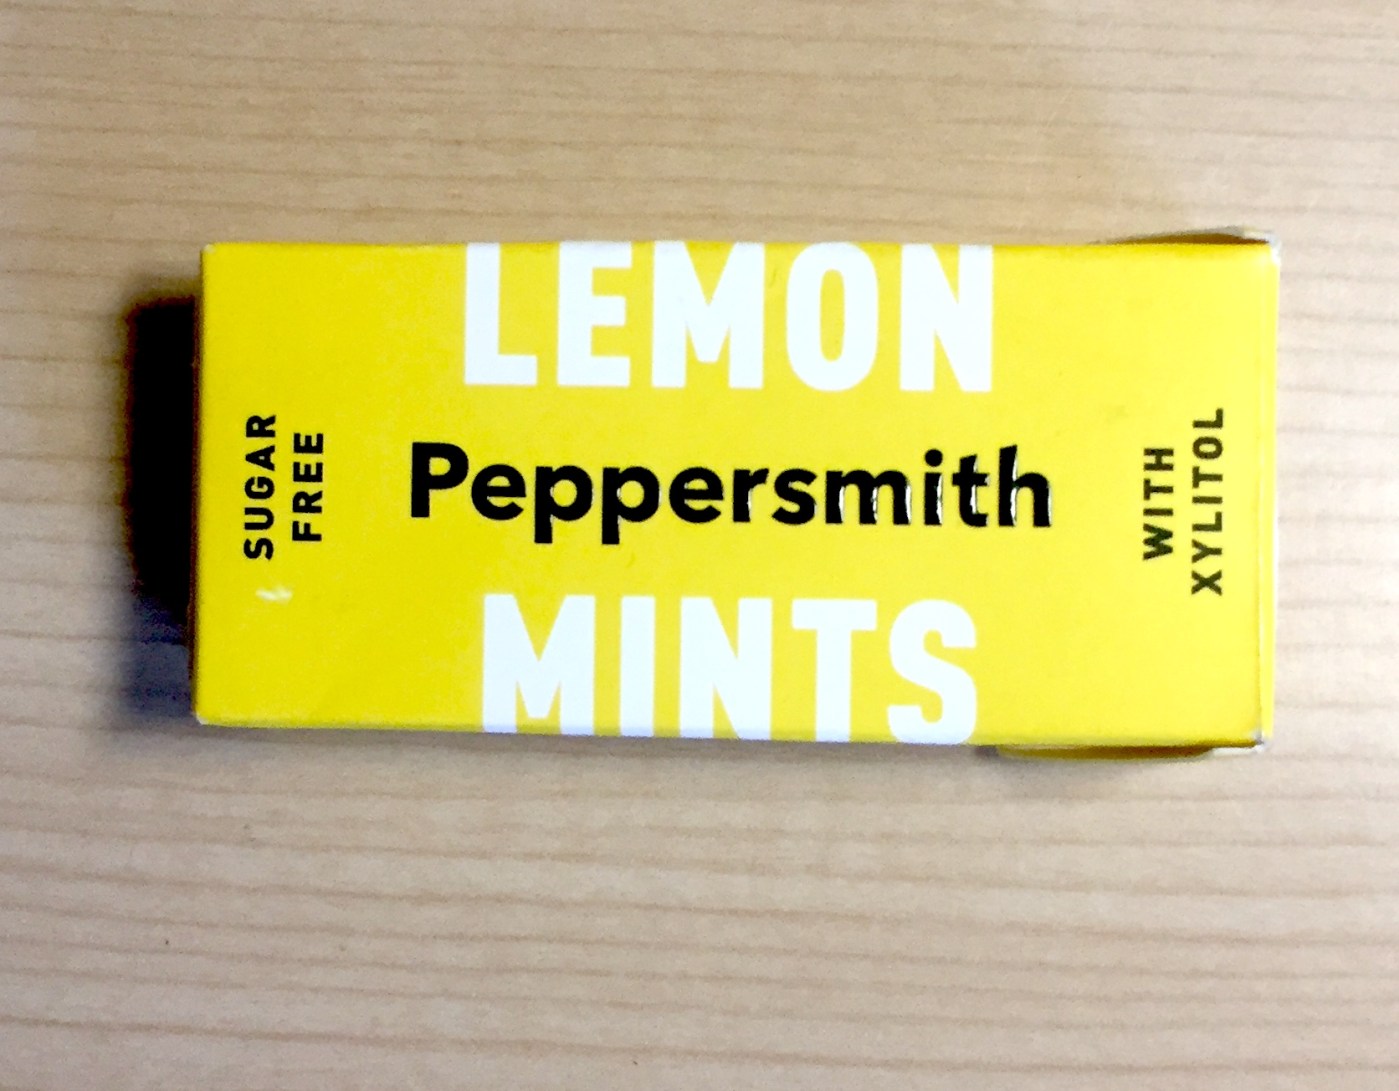 LEMON
Peppersmith
MINTS
SUGAR
FREE
WITH
XYLITOL